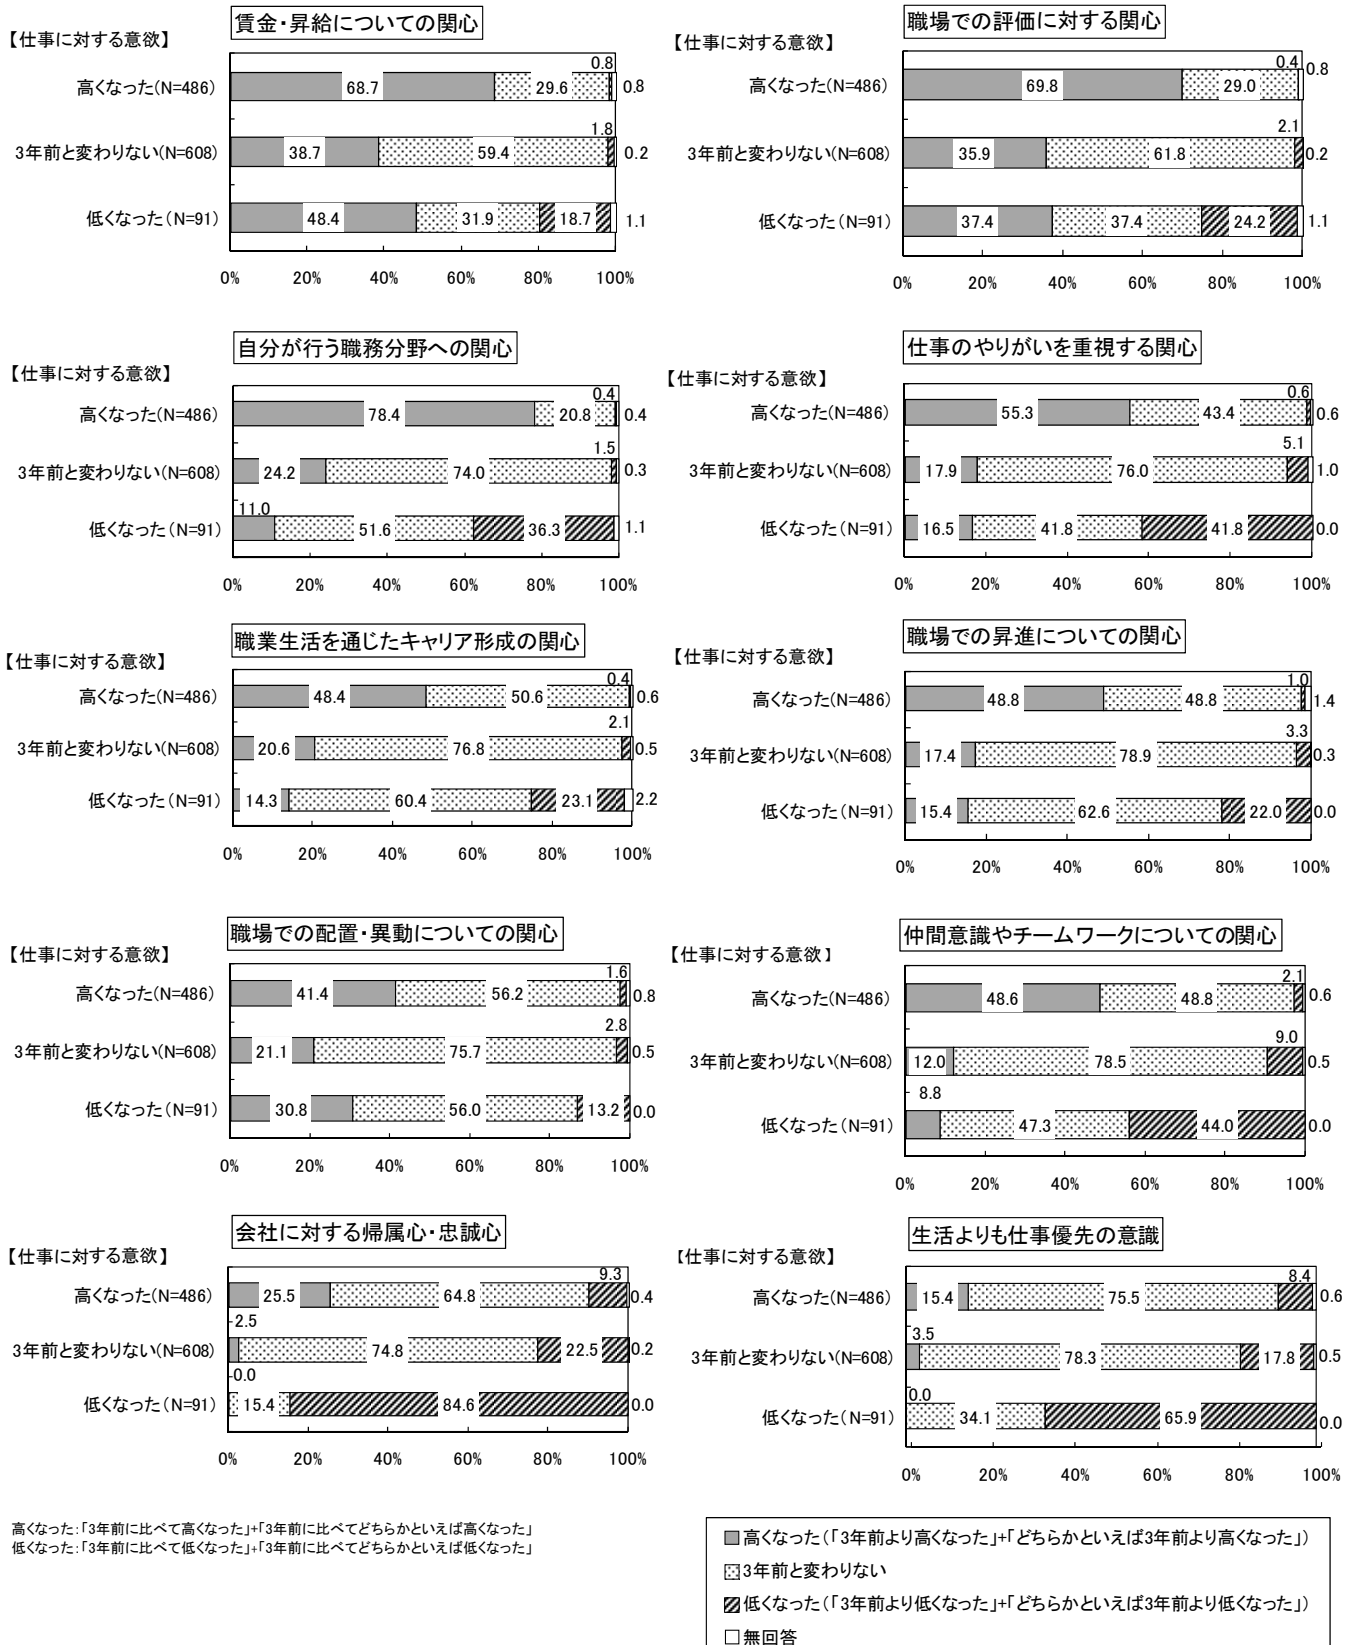 賃金・昇給についての関心
【仕事に対する意欲】
0.8
高くなった(N=486)
68.7
29.6
0.8
1.8
3年前と変わりない(N=608)
38.7
59.4
0.2
低くなった(N=91)
48.4
31.9
18.7
1.1
0% 20% 40% 60% 80% 100%
職場での評価に対する関心
【仕事に対する意欲】
0.4
0.8
高くなった(N=486)
69.8
29.0
2.1
3年前と変わりない(N=608)
35.9
61.8
0.2
低くなった(N=91)
37.4
37.4
24.2
1.1
0% 20% 40% 60% 80% 100%
自分が行う職務分野への関心
【仕事に対する意欲】
0.4
高くなった(N=486)
78.4
20.8
0.4
1.5
3年前と変わりない(N=608)
24.2
74.0
0.3
11.0
低くなった(N=91)
51.6
36.3
1.1
0% 20% 40% 60% 80% 100%
仕事のやりがいを重視する関心
【仕事に対する意欲】
0.6
高くなった(N=486)
55.3
43.4
0.6
5.1
3年前と変わりない(N=608)
17.9
76.0
1.0
低くなった(N=91)
16.5
41.8
41.8
0.0
0% 20% 40% 60% 80% 100%
職業生活を通じたキャリア形成の関心
【仕事に対する意欲】
0.4
高くなった(N=486)
48.4
50.6
0.6
2.1
3年前と変わりない(N=608)
20.6
76.8
0.5
低くなった(N=91)
14.3
60.4
23.1
2.2
0% 20% 40% 60% 80% 100%
職場での昇進についての関心
【仕事に対する意欲】
1.0
高くなった(N=486)
48.8
48.8
1.4
3.3
3年前と変わりない(N=608)
17.4
78.9
0.3
低くなった(N=91)
15.4
62.6
22.0
0.0
0% 20% 40% 60% 80% 100%
職場での配置・異動についての関心
【仕事に対する意欲】
1.6
高くなった(N=486)
41.4
56.2
0.8
2.8
3年前と変わりない(N=608)
21.1
75.7
0.5
低くなった(N=91)
30.8
56.0
13.2
0.0
0% 20% 40% 60% 80% 100%
仲間意識やチームワークについての関心
【仕事に対する意欲】
2.1
高くなった(N=486)
48.6
48.8
0.6
9.0
3年前と変わりない(N=608)
12.0
78.5
0.5
8.8
低くなった(N=91)
47.3
44.0
0.0
0% 20% 40% 60% 80% 100%
会社に対する帰属心・忠誠心
【仕事に対する意欲】
9.3
高くなった(N=486)
25.5
64.8
0.4
2.5
3年前と変わりない(N=608)
74.8
22.5
0.2
0.0
低くなった(N=91)
15.4
84.6
0.0
0% 20% 40% 60% 80% 100%
生活よりも仕事優先の意識
【仕事に対する意欲】
8.4
高くなった(N=486)
15.4
75.5
0.6
3.5
3年前と変わりない(N=608)
78.3
17.8
0.5
0.0
低くなった(N=91)
34.1
65.9
0.0
0% 20% 40% 60% 80% 100%
高くなった:「3年前に比べて高くなった」+「3年前に比べてどちらかといえば高くなった」
低くなった:「3年前に比べて低くなった」+「3年前に比べてどちらかといえば低くなった」
高くなった(「3年前より高くなった」+「どちらかといえば3年前より高くなった」)
3年前と変わりない
低くなった(「3年前より低くなった」+「どちらかといえば3年前より低くなった」)
無回答